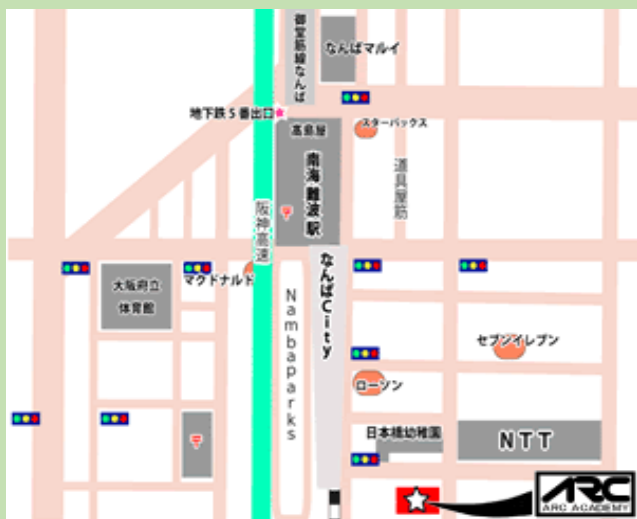 御堂筋線なんば
なんばマルイ
地下鉄5番出口
高島屋
スターバックス
南海難波駅
道具屋筋
〒
阪神高速
大阪府立
体育館
マクドナルド
なんばCity
Nambaparks
セブンイレブン
ローソン
日本橋幼稚園
NTT
〒
ARC
ARC ACADEMY